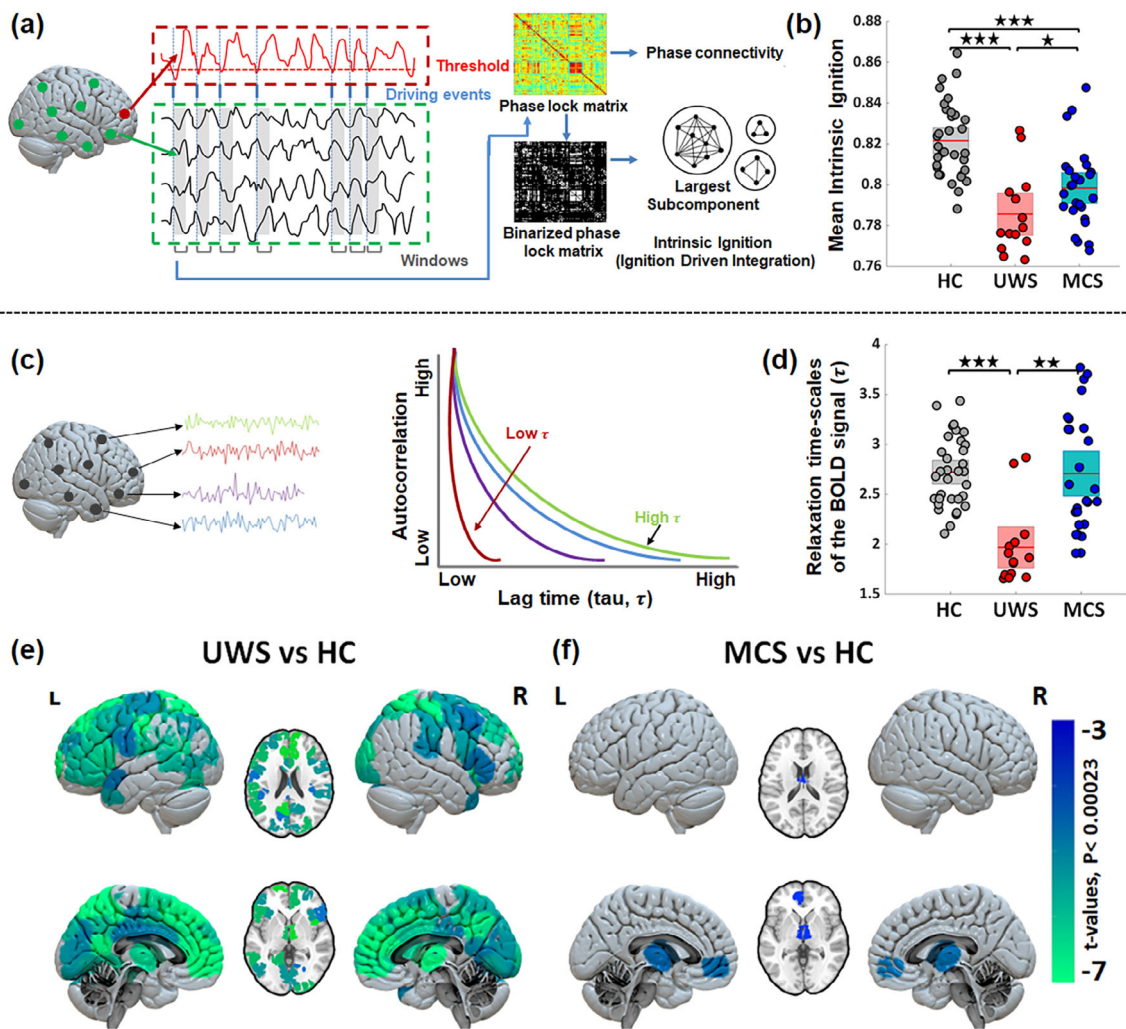 (a)
Threshold
Driving events
Windows
Phase lock matrix
Phase connectivity
Binarized phase
lock matrix
Largest
Subcomponent
Intrinsic Ignition
(Ignition Driven Integration)
(b)
★★★
★★★
★
Mean Intrinsic Ignition
0.88
0.86
0.84
0.82
0.8
0.78
0.76
HC
UWS
MCS
(c)
Autocorrelation
High
Low
Low τ
High τ
Low
High
Lag time (tau, τ)
(d)
★★★
★★
Relaxation time-scales
of the BOLD signal (τ)
4
3.5
3
2.5
2
1.5
HC
UWS
MCS
(e)
UWS vs HC
L
R
(f)
MCS vs HC
L
R
-3
t-values, P< 0.00023
-7